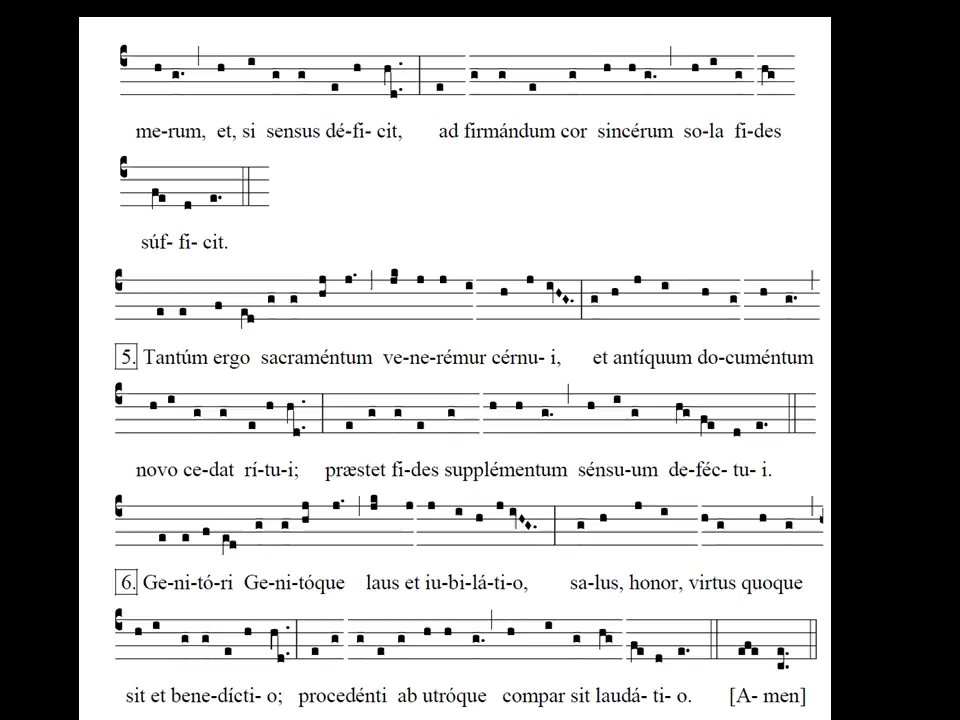 me-rum, et, si sensus dé-fi- cit, ad firmándum cor sincérum so-la fi-des
súf- fi- cit.
5. Tantúm ergo sacraméntum ve-ne-rémur cérnu- i, et antíquum do-cuméntum
novo ce-dat rí-tu-i; præstet fi-des supplémentum sénsu-um de-féc- tu- i.
6. Ge-ni-tó-ri Ge-ni-tóque laus et iu-bi-lá-ti-o, sa-lus, honor, virtus quoque
sit et bene-dícti- o; procedénti ab utróque compar sit laudá- ti- o. [A- men]